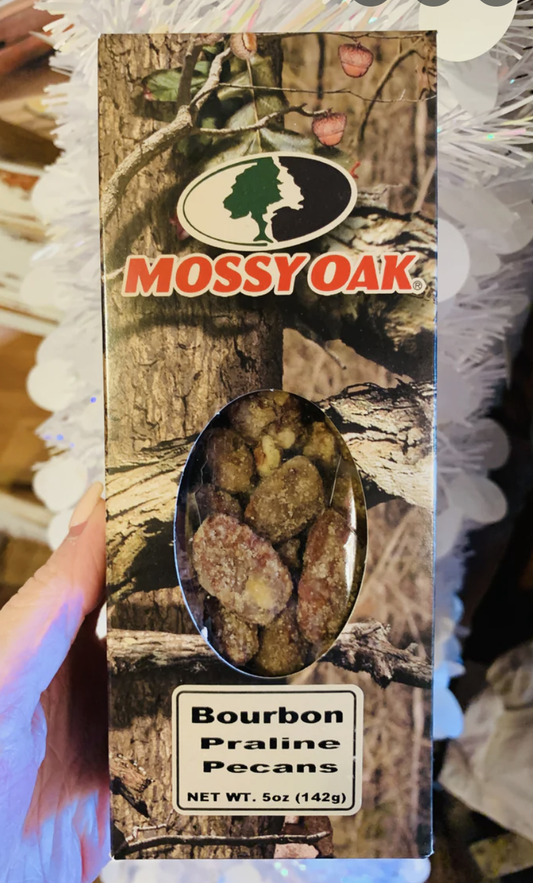 MOSSY OAK®
Bourbon
Praline
Pecans
NET WT. 5oz (142g)